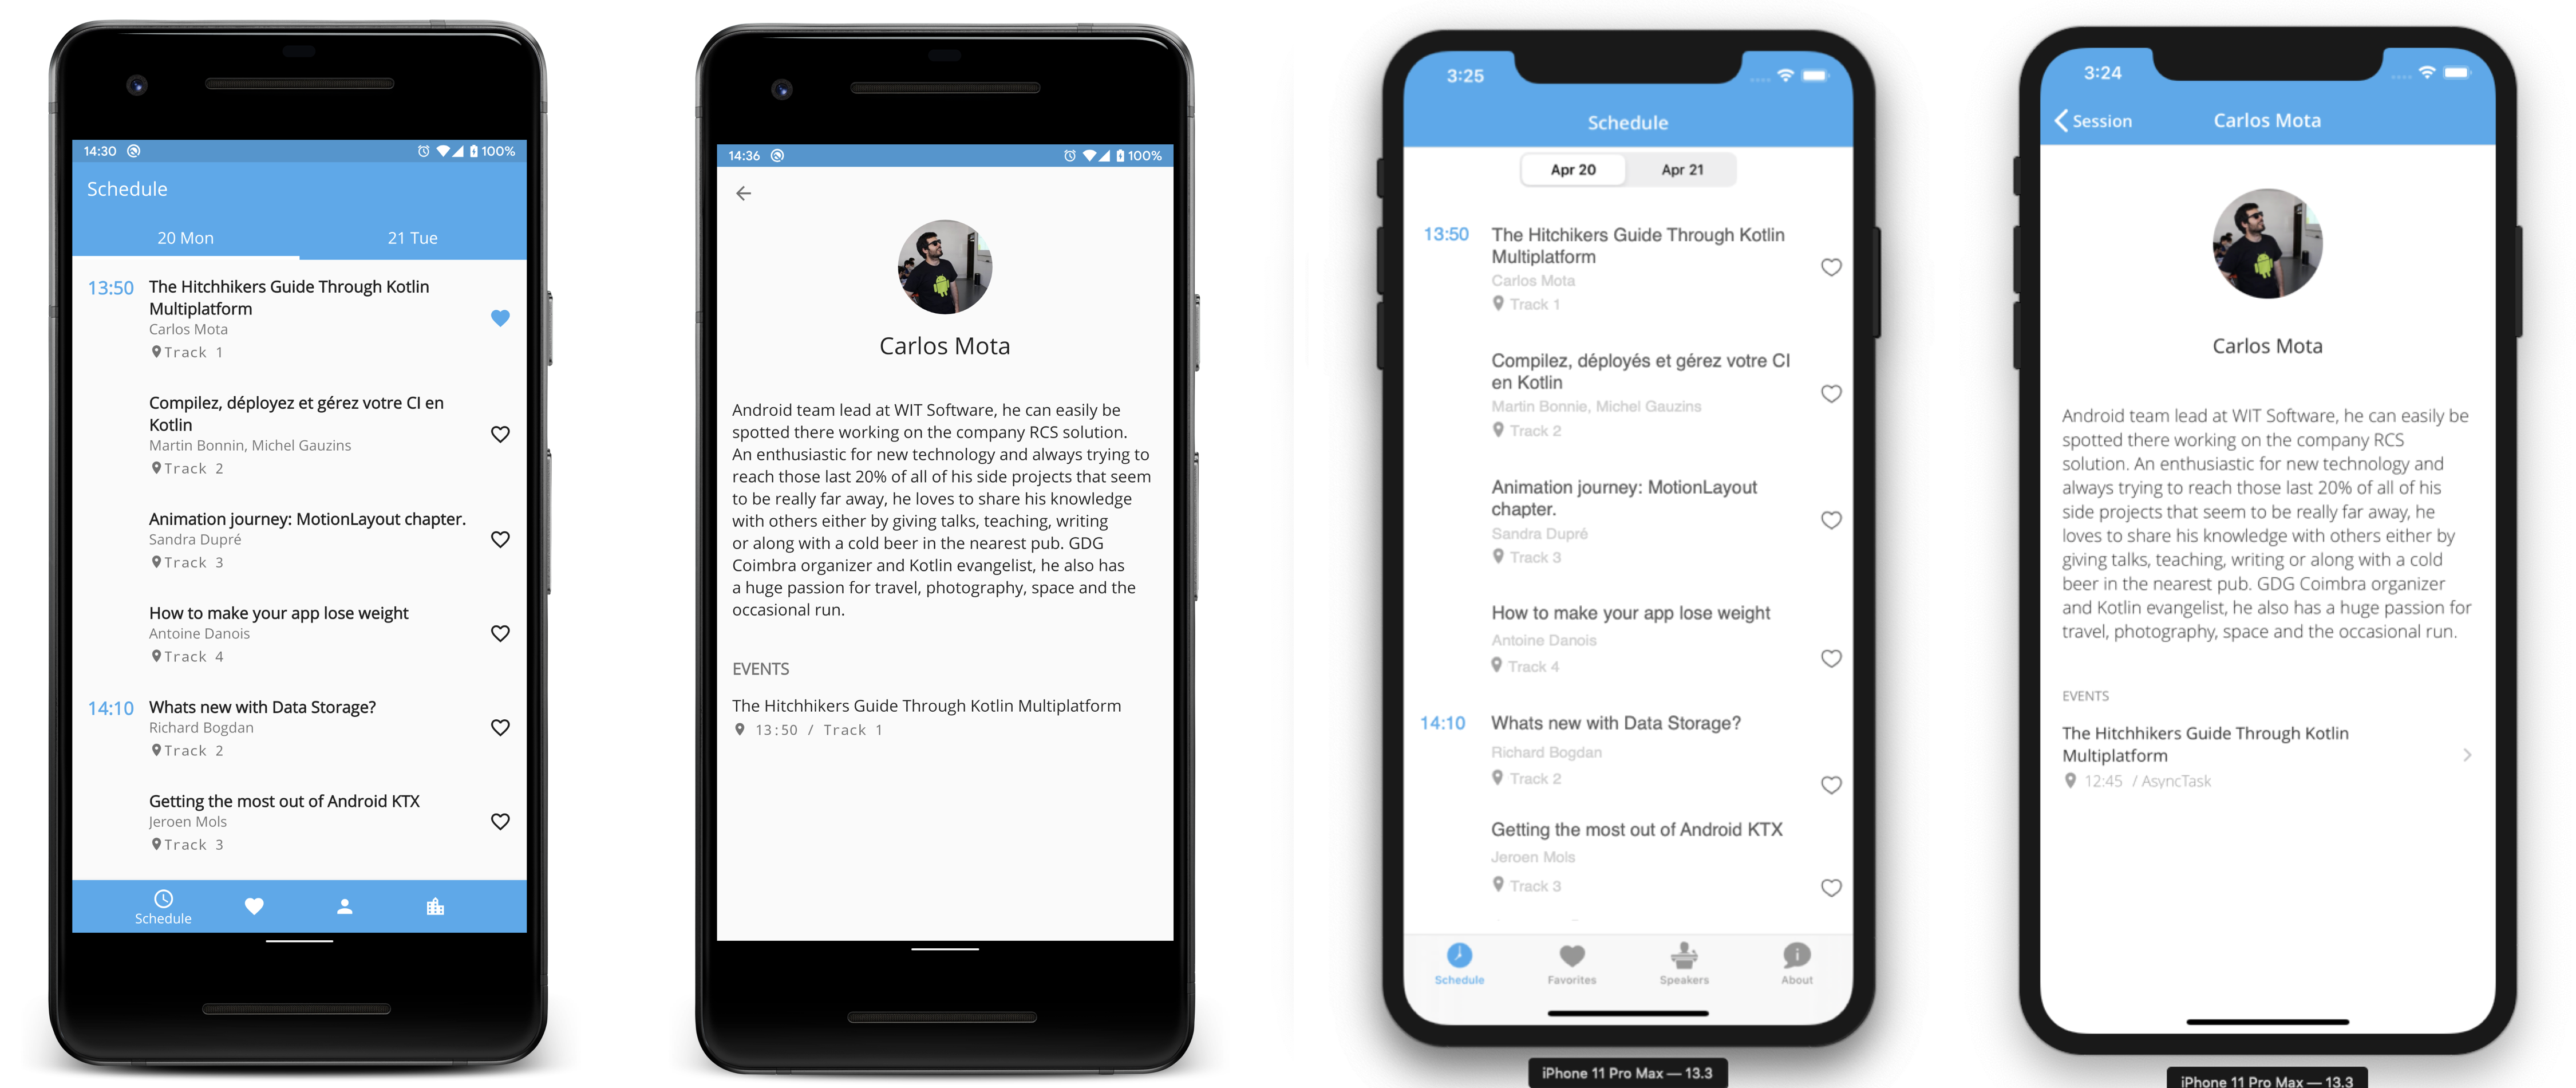 14:30
100%
Schedule
20 Mon
21 Tue
13:50
The Hitchhikers Guide Through Kotlin
Multiplatform
Carlos Mota
Track 1
Compilez, déployez et gérez votre CI en
Kotlin
Martin Bonnin, Michel Gauzins
Track 2
Animation journey: MotionLayout chapter.
Sandra Dupré
Track 3
How to make your app lose weight
Antoine Danois
Track 4
14:10
Whats new with Data Storage?
Richard Bogdan
Track 2
Getting the most out of Android KTX
Jeroen Mols
Track 3
Schedule
14:36
100%
Carlos Mota
Android team lead at WIT Software, he can easily be
spotted there working on the company RCS solution.
An enthusiastic for new technology and always trying to
reach those last 20% of all of his side projects that seem
to be really far away, he loves to share his knowledge
with others either by giving talks, teaching, writing
or along with a cold beer in the nearest pub. GDG
Coimbra organizer and Kotlin evangelist, he also has
a huge passion for travel, photography, space and the
occasional run.
EVENTS
The Hitchhikers Guide Through Kotlin Multiplatform
13:50 / Track 1
3:25
Schedule
Apr 20
Apr 21
13:50
The Hitchikers Guide Through Kotlin
Multiplatform
Carlos Mota
Track 1
Compilez, déployés et gérez votre CI
en Kotlin
Martin Bonnie, Michel Gauzins
Track 2
Animation journey: MotionLayout
chapter.
Sandra Dupré
Track 3
How to make your app lose weight
Antoine Danois
Track 4
14:10
Whats new with Data Storage?
Richard Bogdan
Track 2
Getting the most out of Android KTX
Jeroen Mols
Track 3
Schedule
Favorites
Speakers
About
iPhone 11 Pro Max — 13.3
3:24
Session
Carlos Mota
Carlos Mota
Android team lead at WIT Software, he can easily be
spotted there working on the company RCS
solution. An enthusiastic for new technology and
always trying to reach those last 20% of all of his
side projects that seem to be really far away, he
loves to share his knowledge with others either by
giving talks, teaching, writing or along with a cold
beer in the nearest pub. GDG Coimbra organizer
and Kotlin evangelist, he also has a huge passion for
travel, photography, space and the occasional run.
EVENTS
The Hitchhikers Guide Through Kotlin
Multiplatform
12:45 / AsyncTask
iPhone 11 Pro Max — 13.3